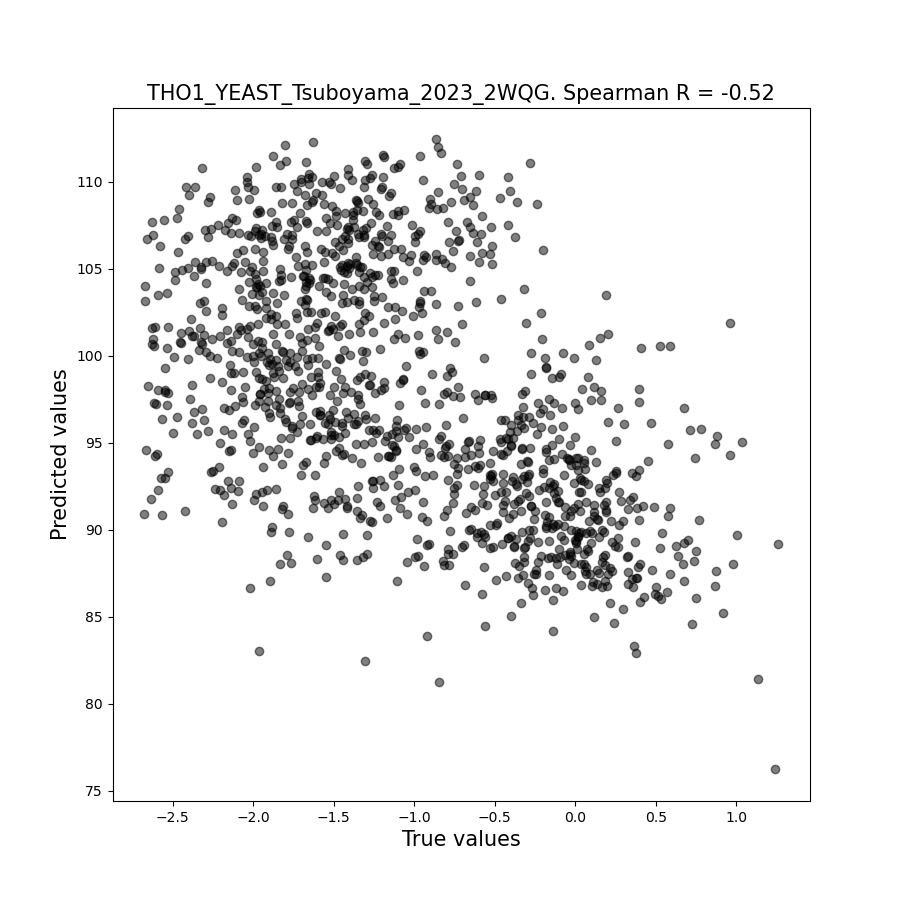 THO1_YEAST_Tsuboyama_2023_2WQG. Spearman R = -0.52
110
105
100
95
90
85
80
75
Predicted values
−2.5 −2.0 −1.5 −1.0 −0.5 0.0 0.5 1.0
True values